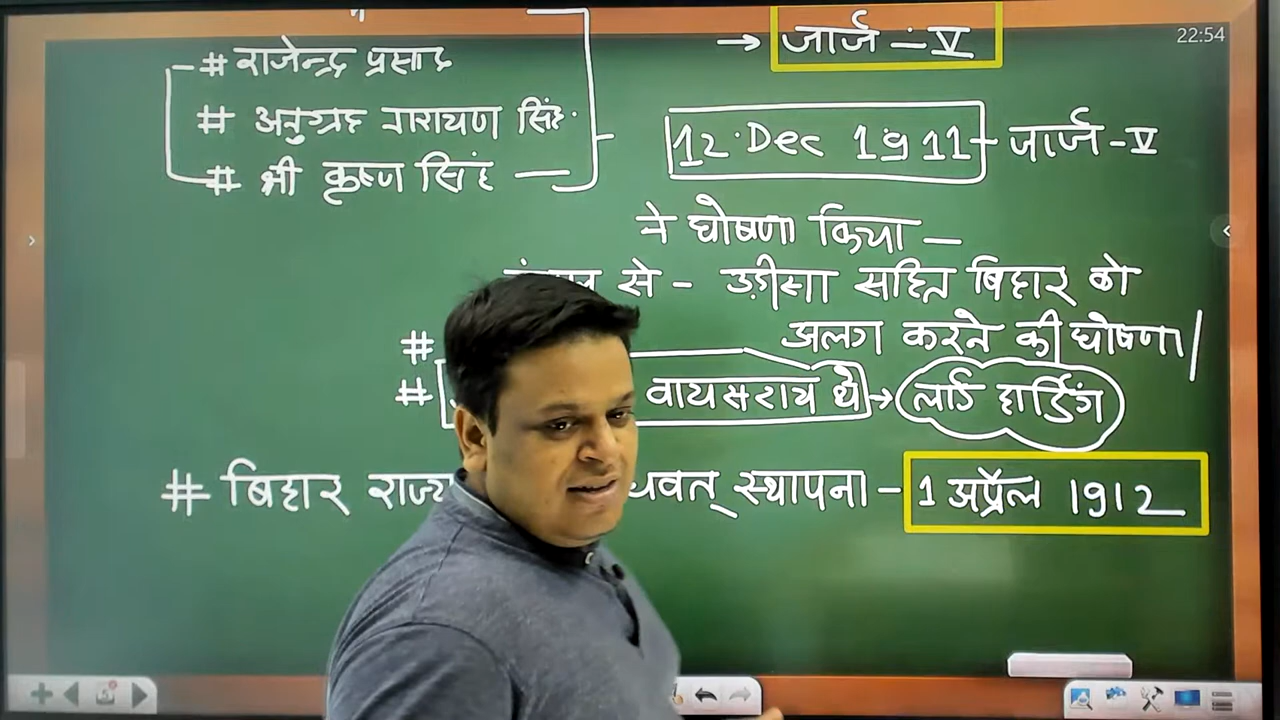 → जार्ज - V
22:54
# राजेन्द्र प्रसाद
# अनुग्रह नारायण सिंह
# श्री कृष्ण सिंह —
12 Dec 1911 - जार्ज - V
ने घोषणा किया —
से - उड़ीसा सहित बिहार को
अलग करने की घोषणा
#
# वायसराय थे → लार्ड हार्डिंग
# बिहार राज्य स्थापना - 1 अप्रैल 1912